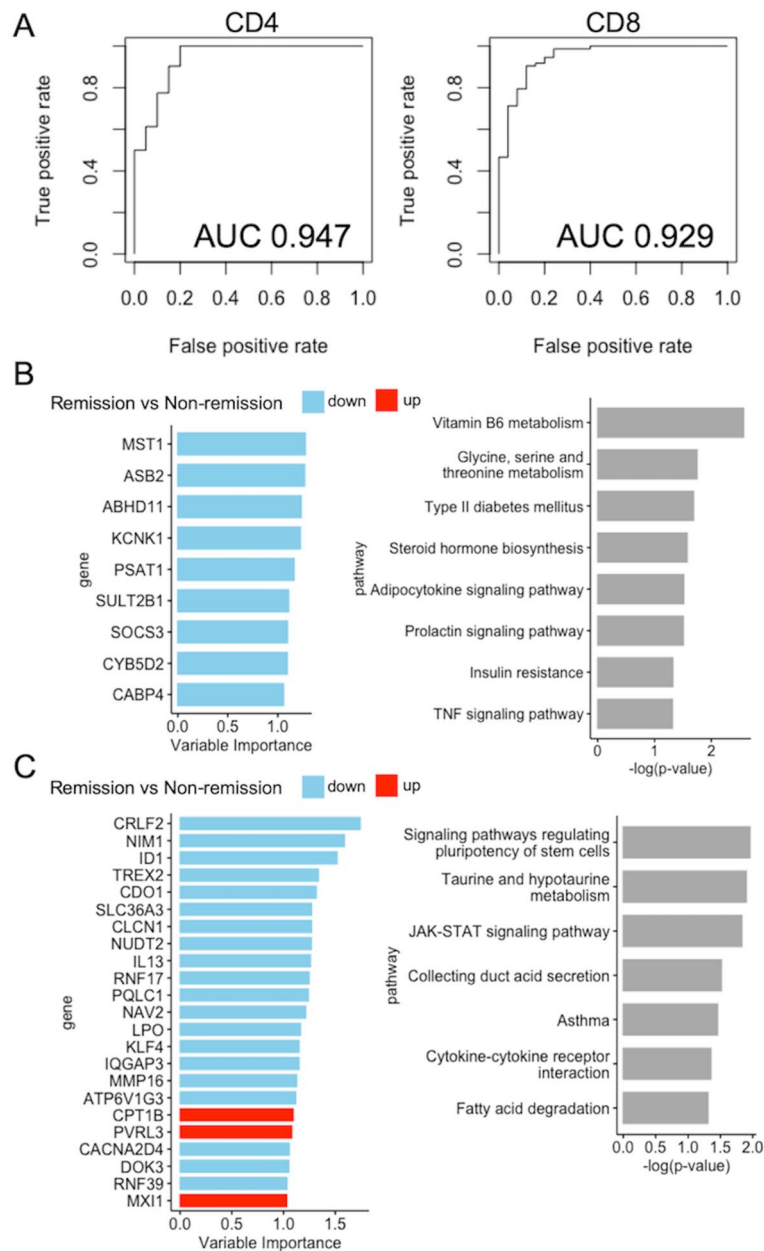 A
CD4
CD8
True positive rate
0.8
0.4
0.0
AUC 0.947
0.0 0.2 0.4 0.6 0.8 1.0
False positive rate
True positive rate
0.8
0.4
0.0
AUC 0.929
0.0 0.2 0.4 0.6 0.8 1.0
False positive rate
B
Remission vs Non-remission down up
gene
MST1
ASB2
ABHD11
KCNK1
PSAT1
SULT2B1
SOCS3
CYB5D2
CABP4
0.0 0.5 1.0
Variable Importance
pathway
Vitamin B6 metabolism
Glycine, serine and
threonine metabolism
Type II diabetes mellitus
Steroid hormone biosynthesis
Adipocytokine signaling pathway
Prolactin signaling pathway
Insulin resistance
TNF signaling pathway
0 1 2
-log(p-value)
C
Remission vs Non-remission down up
gene
CRLF2
NIM1
ID1
TREX2
CDO1
SLC36A3
CLCN1
NUDT2
IL13
RNF17
PQLC1
NAV2
LPO
KLF4
IQGAP3
MMP16
ATP6V1G3
CPT1B
PVRL3
CACNA2D4
DOK3
RNF39
MXI1
0.0 0.5 1.0 1.5
Variable Importance
pathway
Signaling pathways regulating
pluripotency of stem cells
Taurine and hypotaurine
metabolism
JAK-STAT signaling pathway
Collecting duct acid secretion
Asthma
Cytokine-cytokine receptor
interaction
Fatty acid degradation
0.0 0.5 1.0 1.5 2.0
-log(p-value)